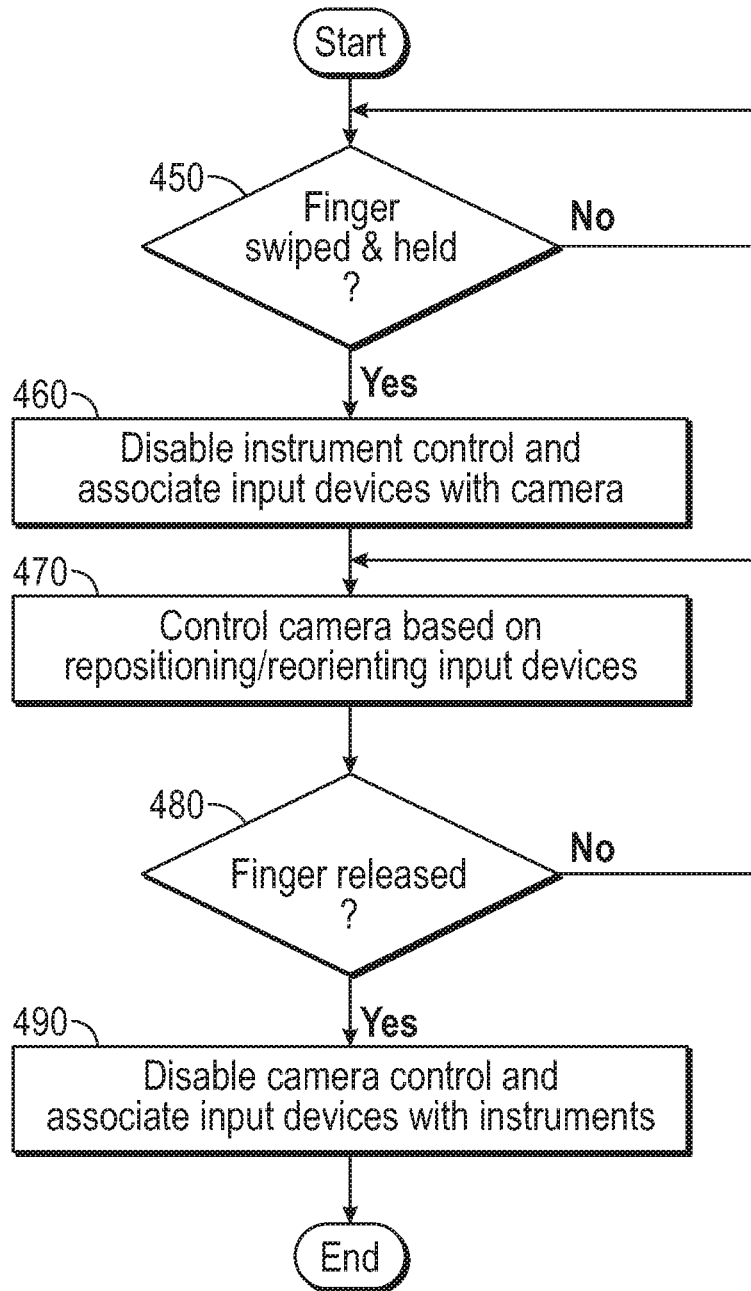 Start
450
Finger
swiped & held
?
No
Yes
460
Disable instrument control and
associate input devices with camera
470
Control camera based on
repositioning/reorienting input devices
480
Finger released
?
No
Yes
490
Disable camera control and
associate input devices with instruments
End